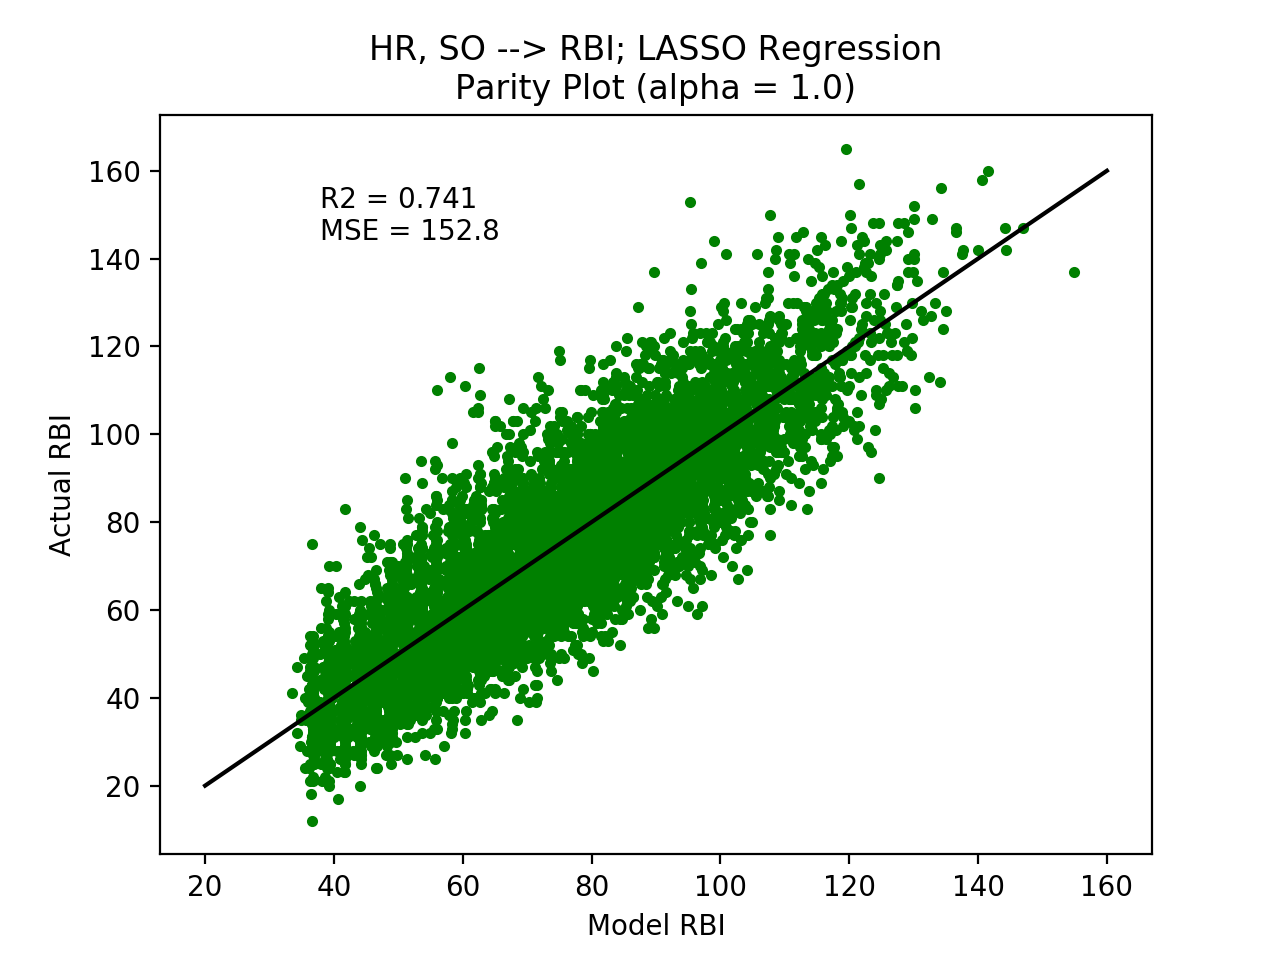 HR, SO --> RBI; LASSO Regression
Parity Plot (alpha = 1.0)
R2 = 0.741
MSE = 152.8
160
140
120
100
80
60
40
20
Actual RBI
20 40 60 80 100 120 140 160
Model RBI